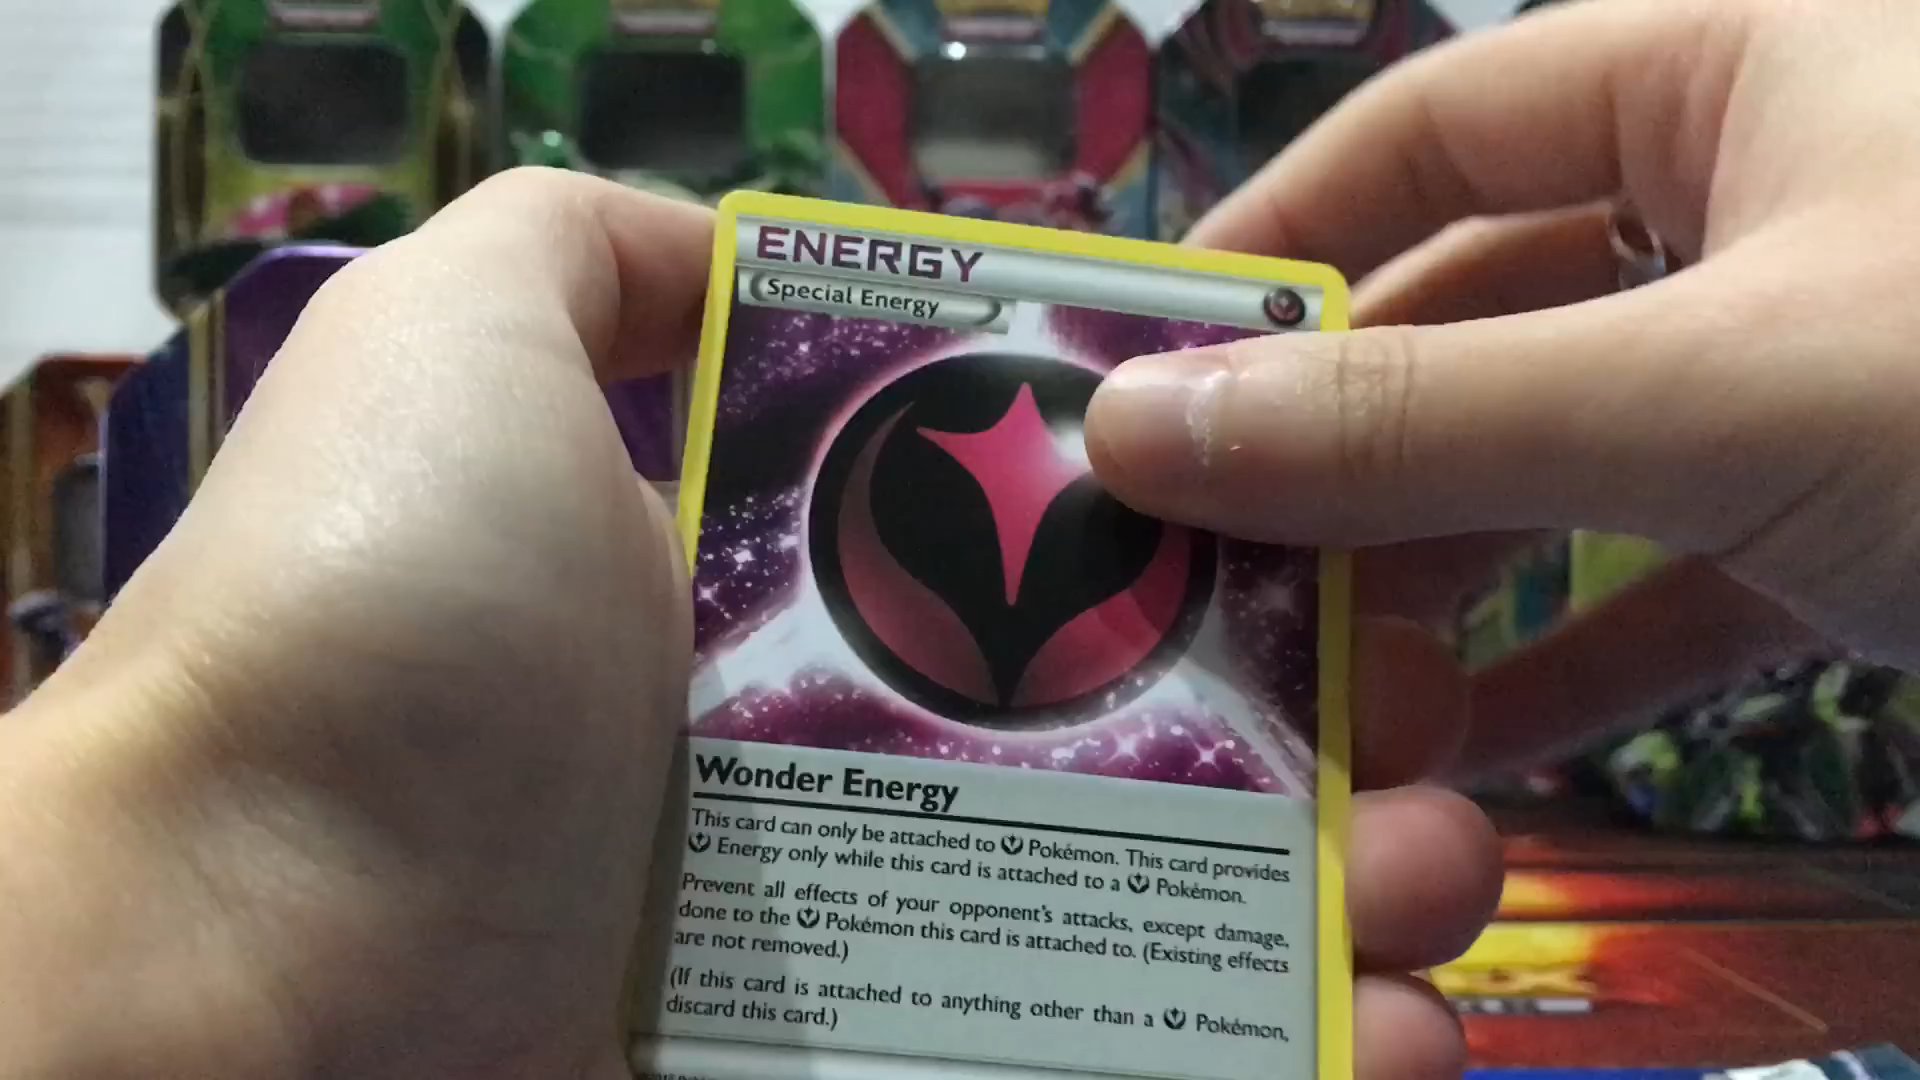 ENERGY
Special Energy
Wonder Energy
This card can only be attached to Pokémon. This card provides
Energy only while this card is attached to a Pokémon.
Prevent all effects of your opponent's attacks, except damage,
done to the Pokémon this card is attached to. (Existing effects
are not removed.)
(If this card is attached to anything other than a Pokémon,
discard this card.)